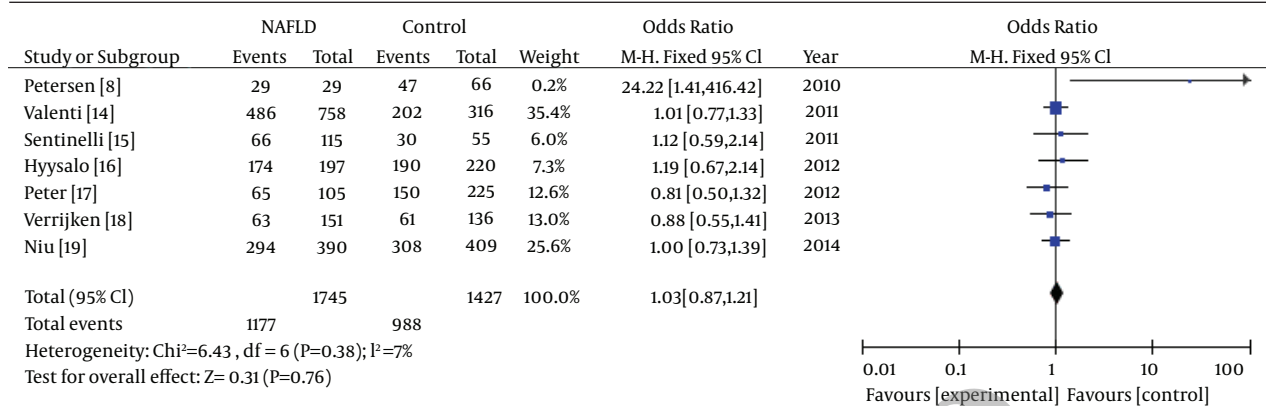 NAFLD Control Odds Ratio Odds Ratio
Study or Subgroup Events Total Events Total Weight M-H. Fixed 95% Cl Year M-H. Fixed 95% Cl
Petersen [8] 29 29 47 66 0.2% 24.22 [1.41,416.42] 2010
Valenti [14] 486 758 202 316 35.4% 1.01 [0.77,1.33] 2011
Sentinelli [15] 66 115 30 55 6.0% 1.12 [0.59,2.14] 2011
Hyysalo [16] 174 197 190 220 7.3% 1.19 [0.67,2.14] 2012
Peter [17] 65 105 150 225 12.6% 0.81 [0.50,1.32] 2012
Verrijken [18] 63 151 61 136 13.0% 0.88 [0.55,1.41] 2013
Niu [19] 294 390 308 409 25.6% 1.00 [0.73,1.39] 2014
Total (95% Cl) 1745 1427 100.0% 1.03[0.87,1.21]
Total events 1177 988
Heterogeneity: Chi²=6.43 , df = 6 (P=0.38); l²=7%
Test for overall effect: Z= 0.31 (P=0.76)
0.01 0.1 1 10 100
Favours [experimental] Favours [control]